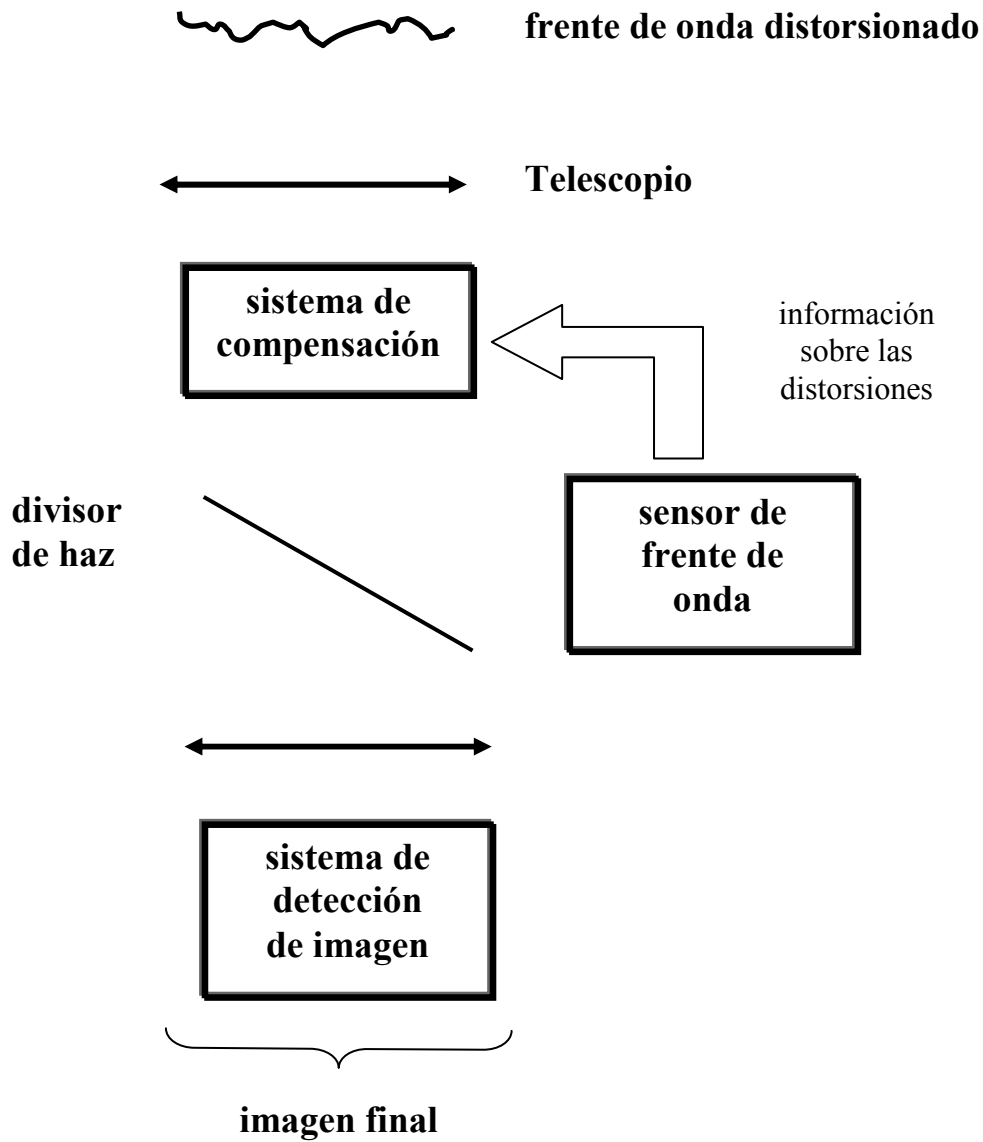 frente de onda distorsionado
Telescopio
sistema de
compensación
información
sobre las
distorsiones
divisor
de haz
sensor de
frente de
onda
sistema de
detección
de imagen
imagen final